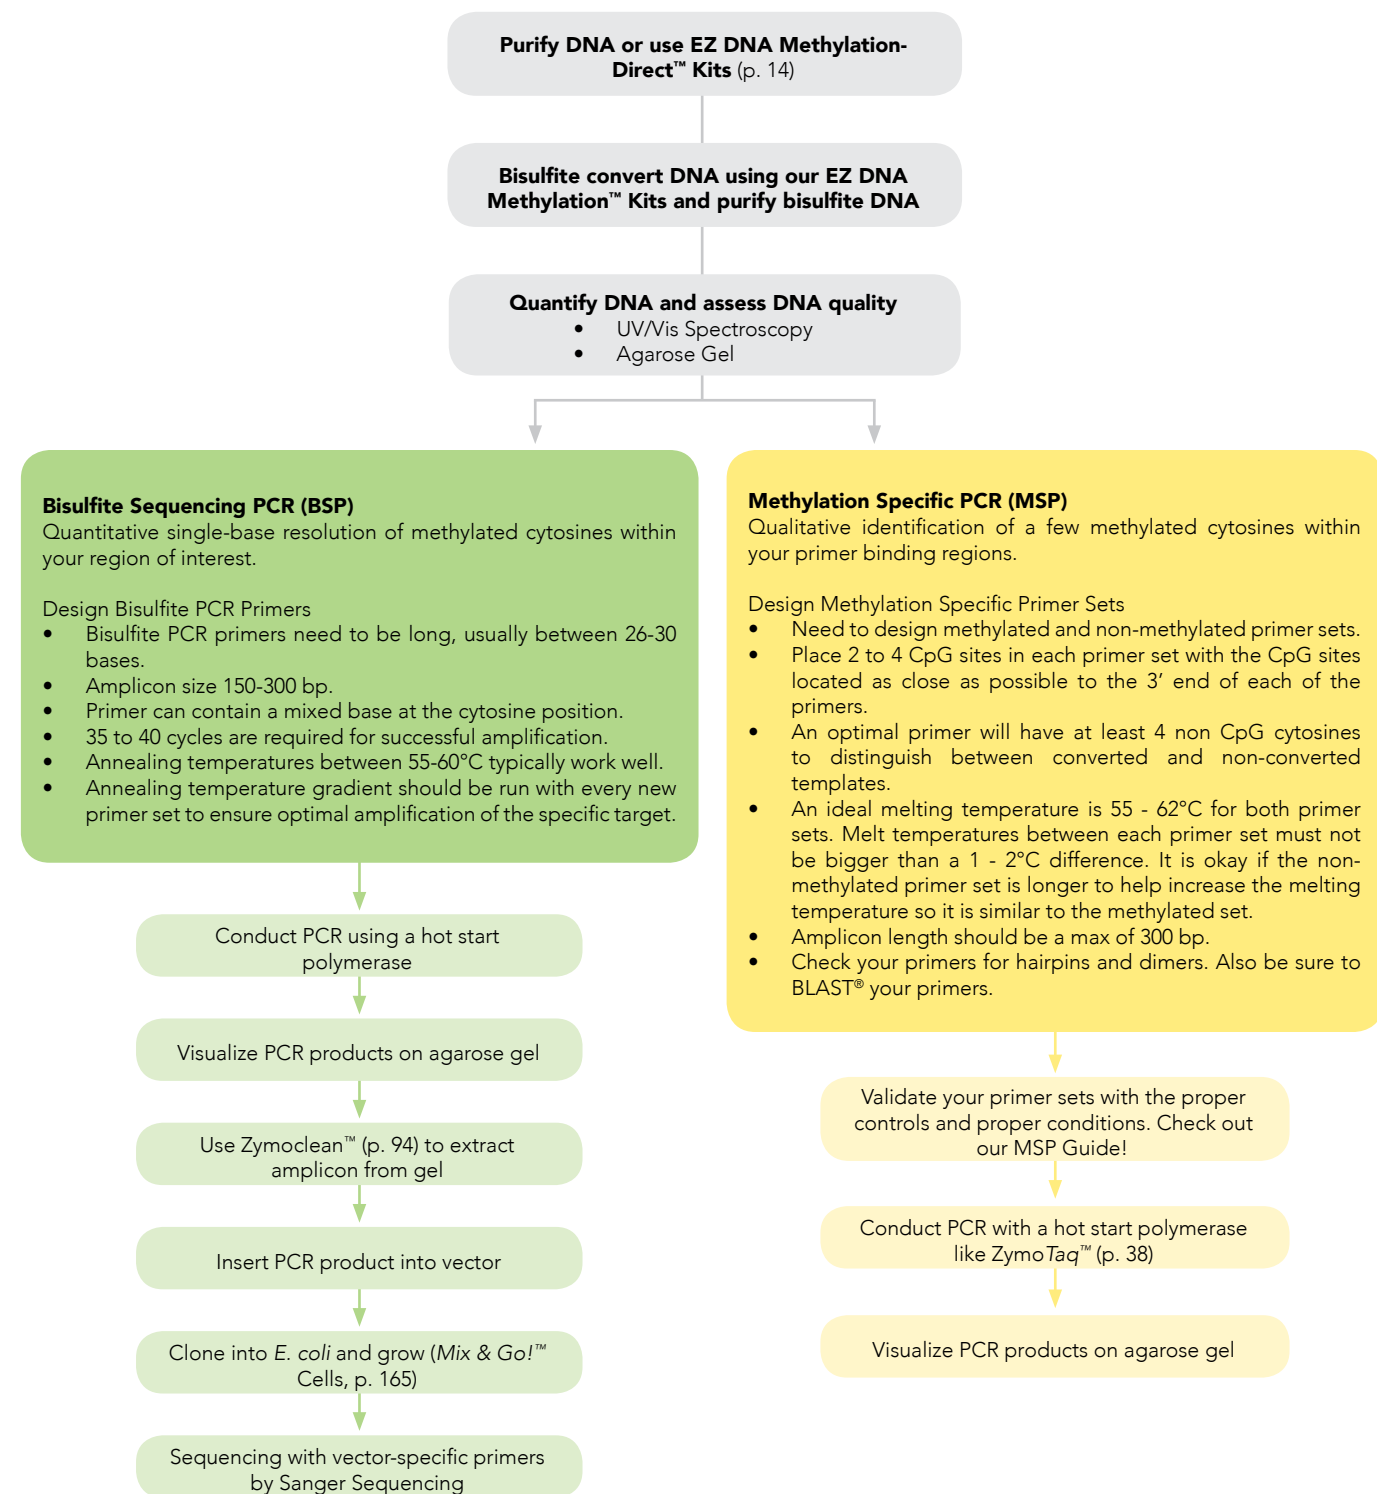 Purify DNA or use EZ DNA Methylation-
Direct™ Kits (p. 14)
Bisulfite convert DNA using our EZ DNA
Methylation™ Kits and purify bisulfite DNA
Quantify DNA and assess DNA quality
• UV/Vis Spectroscopy
• Agarose Gel
Bisulfite Sequencing PCR (BSP)
Quantitative single-base resolution of methylated cytosines within
your region of interest.
Design Bisulfite PCR Primers
• Bisulfite PCR primers need to be long, usually between 26-30
bases.
• Amplicon size 150-300 bp.
• Primer can contain a mixed base at the cytosine position.
• 35 to 40 cycles are required for successful amplification.
• Annealing temperatures between 55-60°C typically work well.
• Annealing temperature gradient should be run with every new
primer set to ensure optimal amplification of the specific target.
Conduct PCR using a hot start
polymerase
Visualize PCR products on agarose gel
Use Zymoclean™ (p. 94) to extract
amplicon from gel
Insert PCR product into vector
Clone into E. coli and grow (Mix & Go!™
Cells, p. 165)
Sequencing with vector-specific primers
by Sanger Sequencing
Methylation Specific PCR (MSP)
Qualitative identification of a few methylated cytosines within
your primer binding regions.
Design Methylation Specific Primer Sets
• Need to design methylated and non-methylated primer sets.
• Place 2 to 4 CpG sites in each primer set with the CpG sites
located as close as possible to the 3’ end of each of the
primers.
• An optimal primer will have at least 4 non CpG cytosines
to distinguish between converted and non-converted
templates.
• An ideal melting temperature is 55 - 62°C for both primer
sets. Melt temperatures between each primer set must not
be bigger than a 1 - 2°C difference. It is okay if the non-
methylated primer set is longer to help increase the melting
temperature so it is similar to the methylated set.
• Amplicon length should be a max of 300 bp.
• Check your primers for hairpins and dimers. Also be sure to
BLAST® your primers.
Validate your primer sets with the proper
controls and proper conditions. Check out
our MSP Guide!
Conduct PCR with a hot start polymerase
like ZymoTaq™ (p. 38)
Visualize PCR products on agarose gel